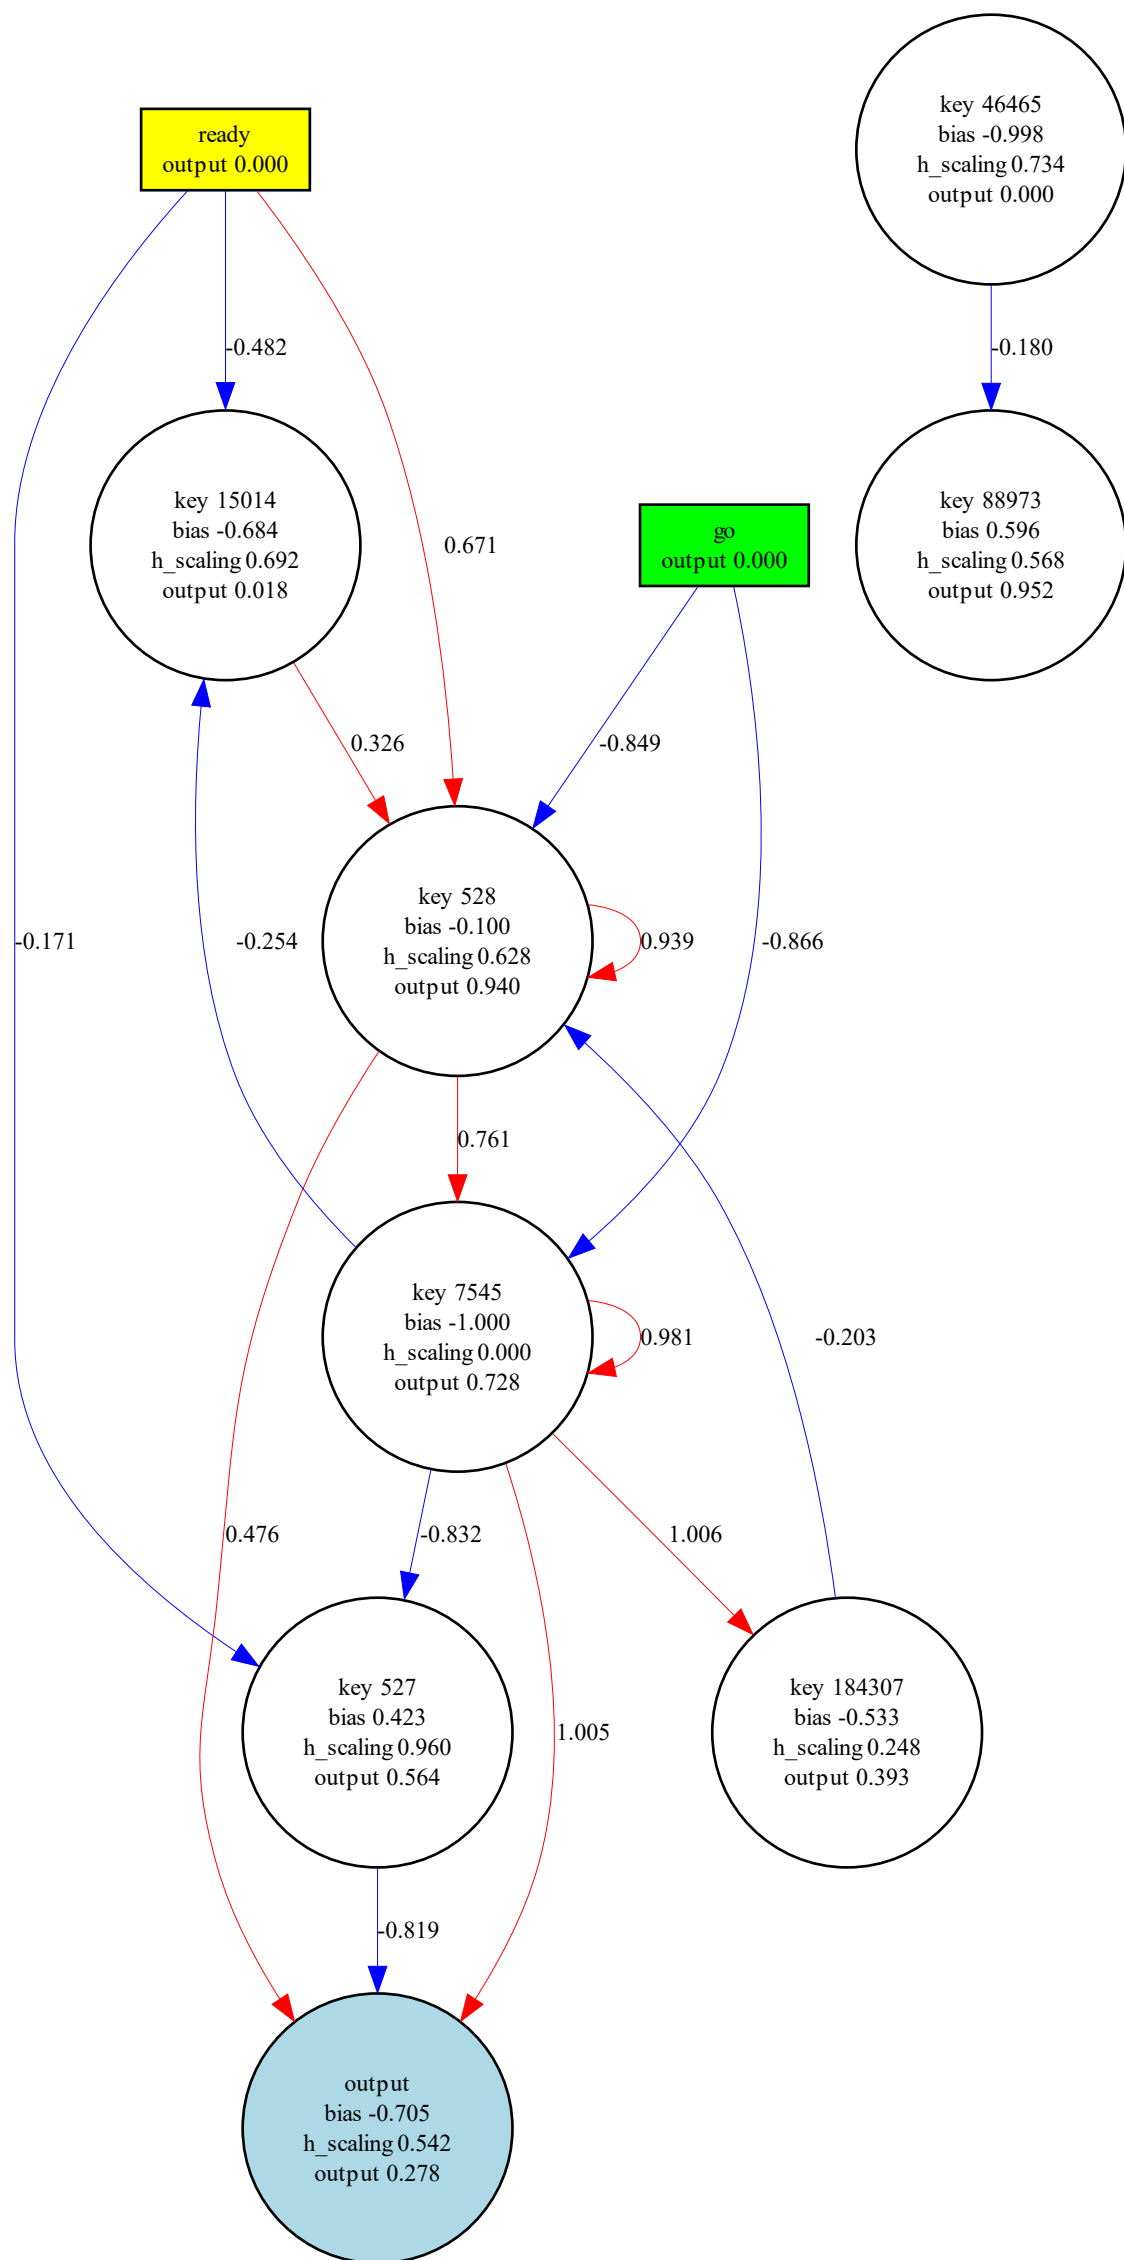 key 46465
bias -0.998
h_scaling 0.734
output 0.000
ready
output 0.000
-0.482
-0.180
key 15014
bias -0.684
h_scaling 0.692
output 0.018
0.671
go
output 0.000
key 88973
bias 0.596
h_scaling 0.568
output 0.952
0.326
-0.849
-0.171
-0.254
key 528
bias -0.100
h_scaling 0.628
output 0.940
0.939
-0.866
0.761
key 7545
bias -1.000
h_scaling 0.000
output 0.728
0.981
-0.203
0.476
-0.832
1.006
key 527
bias 0.423
h_scaling 0.960
output 0.564
1.005
key 184307
bias -0.533
h_scaling 0.248
output 0.393
-0.819
output
bias -0.705
h_scaling 0.542
output 0.278